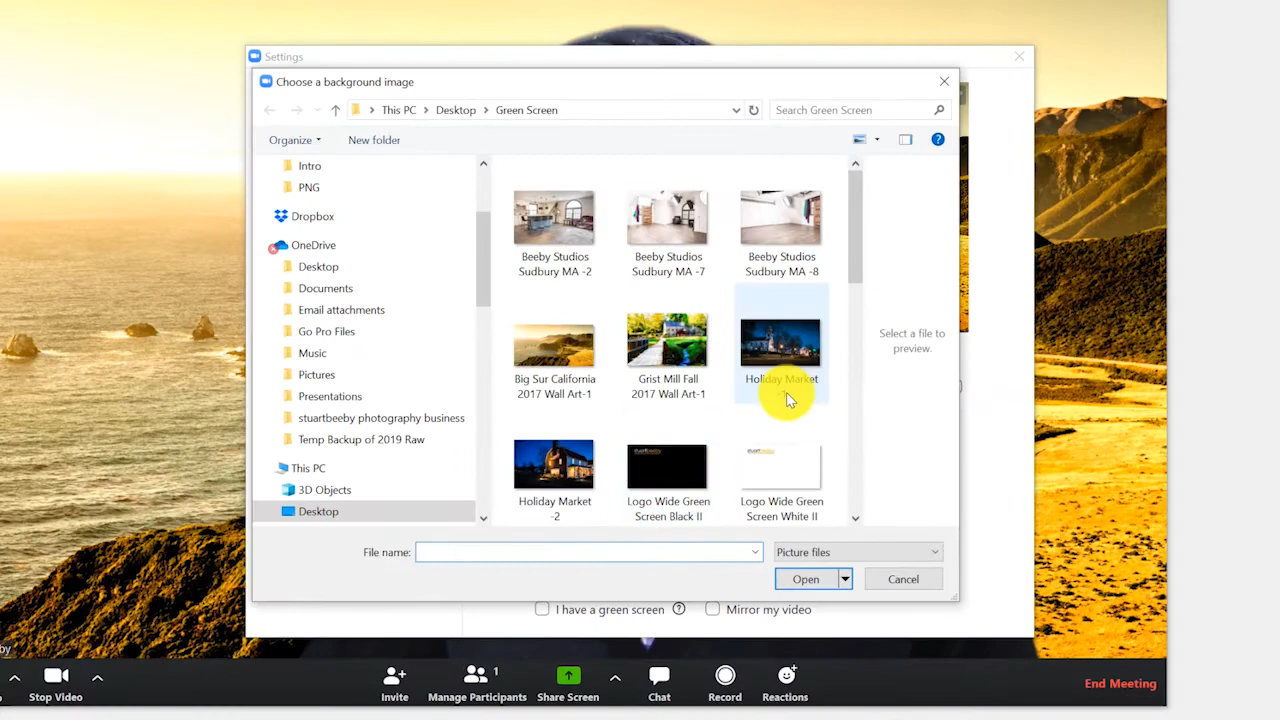 Settings
Choose a background image
This PC
Desktop
Green Screen
Search Green Screen
Organize
New folder
Intro
PNG
Dropbox
OneDrive
Desktop
Documents
Email attachments
Go Pro Files
Music
Pictures
Presentations
stuartbeeby photography business
Temp Backup of 2019 Raw
This PC
3D Objects
Desktop
Beeby Studios
Sudbury MA -2
Beeby Studios
Sudbury MA -7
Beeby Studios
Sudbury MA -8
Big Sur California
2017 Wall Art-1
Grist Mill Fall
2017 Wall Art-1
Holiday Market
Holiday Market
-2
Logo Wide Green
Screen Black II
Logo Wide Green
Screen White II
Select a file to
preview.
File name:
Picture files
Open
Cancel
I have a green screen
Mirror my video
by
Stop Video
Invite
1
Manage Participants
Share Screen
Chat
Record
Reactions
End Meeting